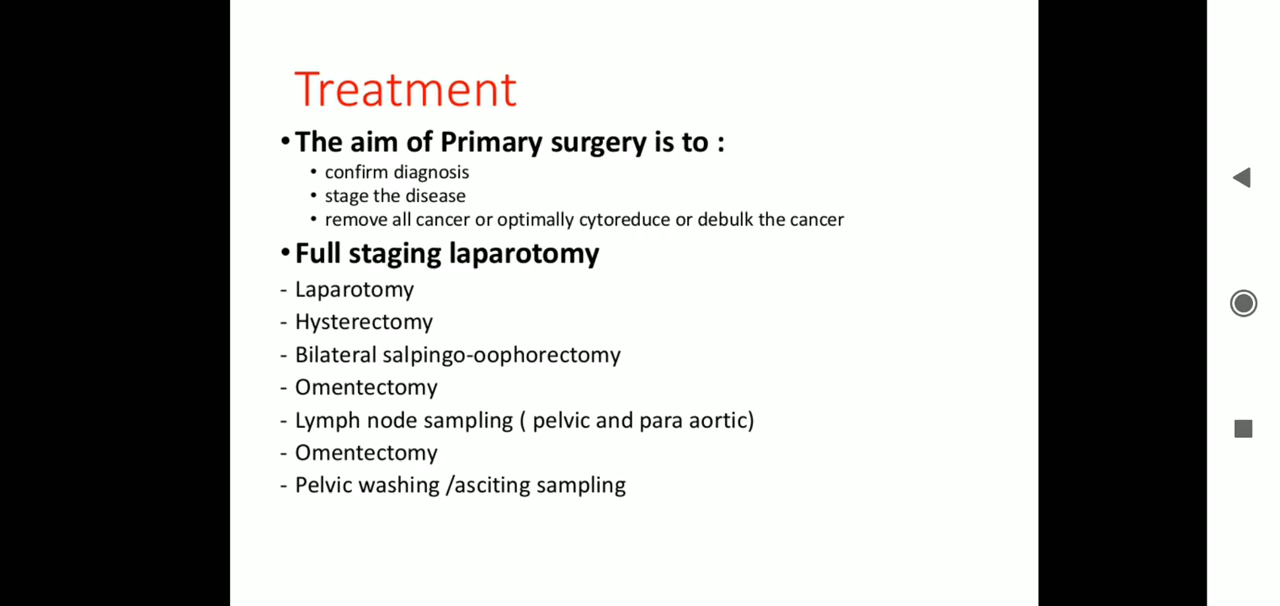 Treatment
•The aim of Primary surgery is to :
• confirm diagnosis
• stage the disease
• remove all cancer or optimally cytoreduce or debulk the cancer
•Full staging laparotomy
- Laparotomy
- Hysterectomy
- Bilateral salpingo-oophorectomy
- Omentectomy
- Lymph node sampling ( pelvic and para aortic)
- Omentectomy
- Pelvic washing /asciting sampling